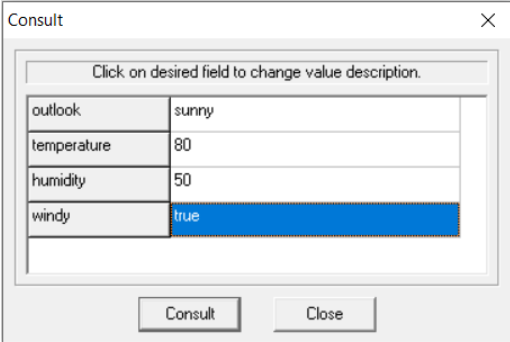 Consult
Click on desired field to change value description.
outlook sunny
temperature 80
humidity 50
windy true
Consult Close